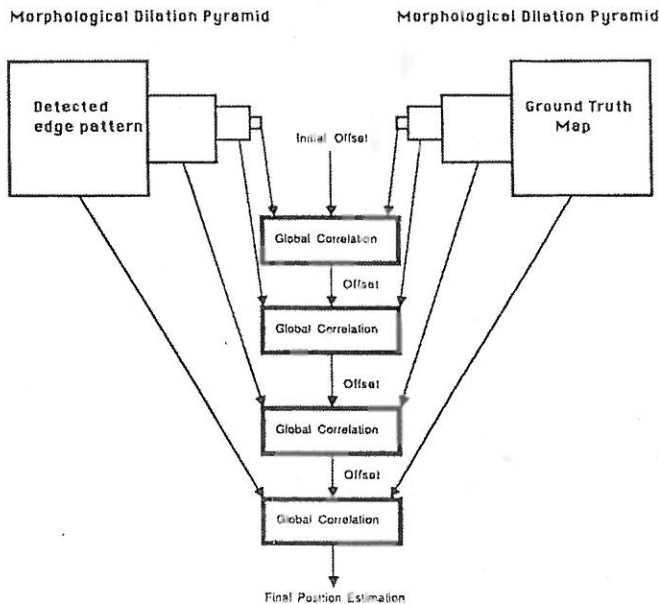 Morphological Dilation Pyramid
Morphological Dilation Pyramid
Detected
edge pattern
Ground Truth
Map
Initial Offset
Global Correlation
Offset
Global Correlation
Offset
Global Correlation
Offset
Global Correlation
Final Position Estimation